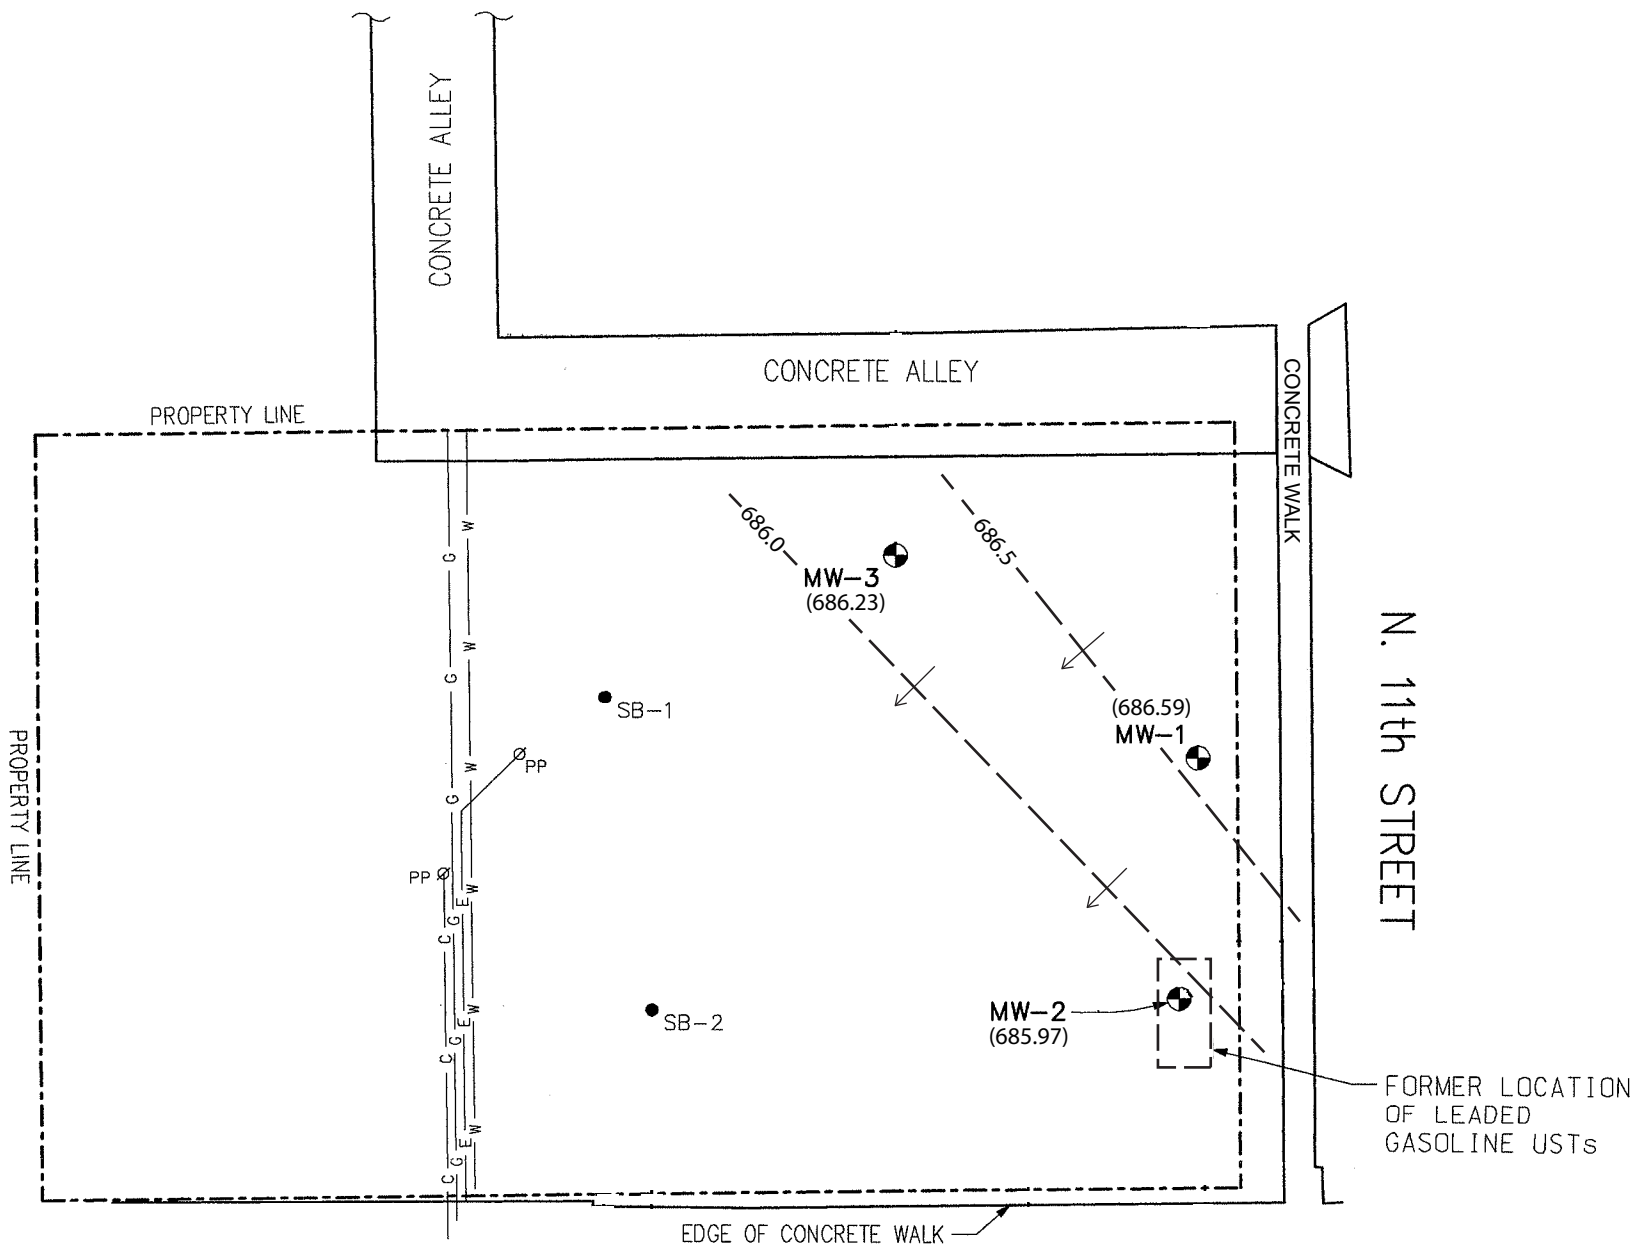 CONCRETE ALLEY
CONCRETE ALLEY
CONCRETE WALK
PROPERTY LINE
PROPERTY LINE
686.0
686.5
MW-3
(686.23)
(686.59)
MW-1
N. 11th STREET
SB-1
PP
PP
SB-2
MW-2
(685.97)
FORMER LOCATION
OF LEADED
GASOLINE USTs
EDGE OF CONCRETE WALK
G
G
G
G
G
G
W
W
W
W
W
W
E
E
E
C
C
C